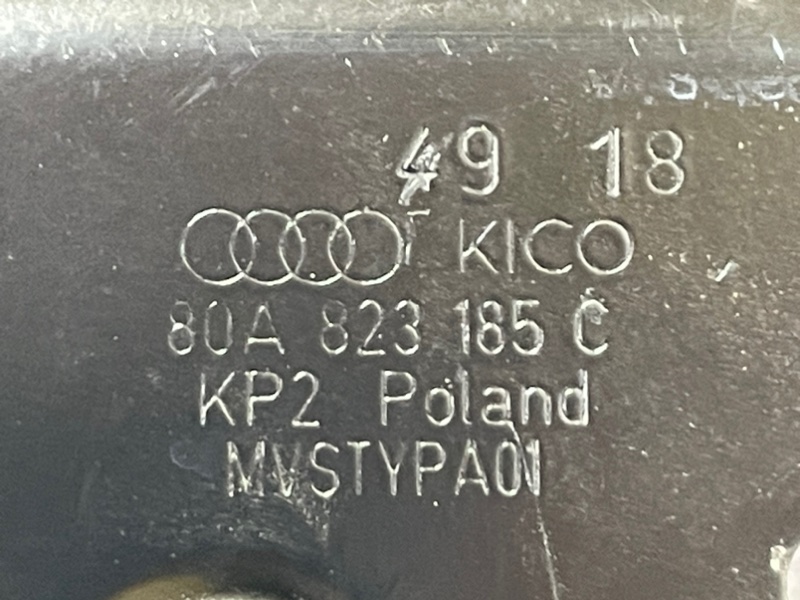 49 18
KICO
80A 823 185 C
KP2 Poland
MVSTYPA01